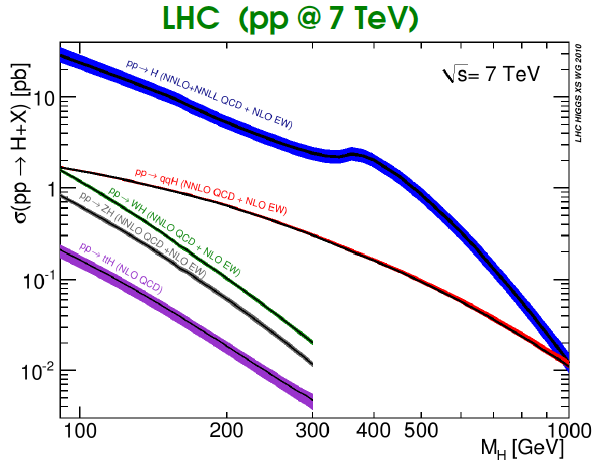 LHC (pp @ 7 TeV)
σ(pp → H+X) [pb]
LHC HIGGS XS WG 2010
√s= 7 TeV
pp→ H (NNLO+NNLL QCD + NLO EW)
pp→ qqH (NNLO QCD + NLO EW)
pp→ WH (NNLO QCD + NLO EW)
pp→ ZH (NNLO QCD +NLO EW)
pp→ ttH (NLO QCD)
10
1
10⁻¹
10⁻²
100 200 300 400 500 1000
M_H [GeV]